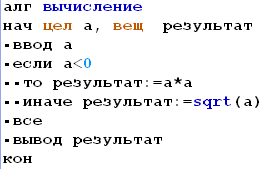 алг вычисление
нач цел а, вещ результат
·ввод а
·если а<0
··то результат:=а*а
··иначе результат:=sqrt(а)
·все
·вывод результат
кон